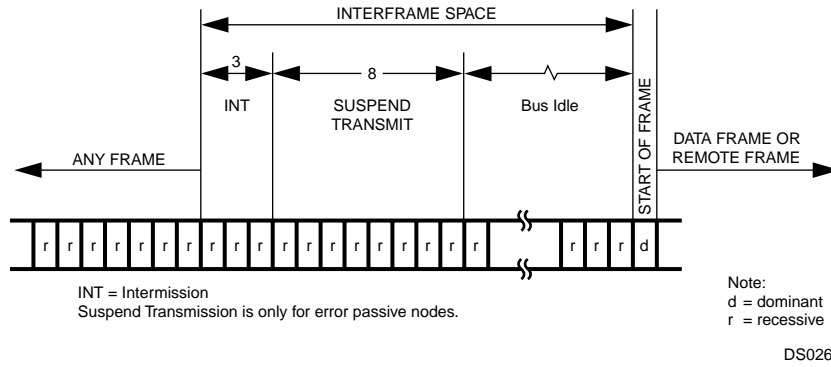 INTERFRAME SPACE
3
8
INT
SUSPEND
TRANSMIT
Bus Idle
START OF FRAME
ANY FRAME
DATA FRAME OR
REMOTE FRAME
r r r r r r r r r r r r r r r r r r r r r d
INT = Intermission
Suspend Transmission is only for error passive nodes.
Note:
d = dominant
r = recessive
DS026